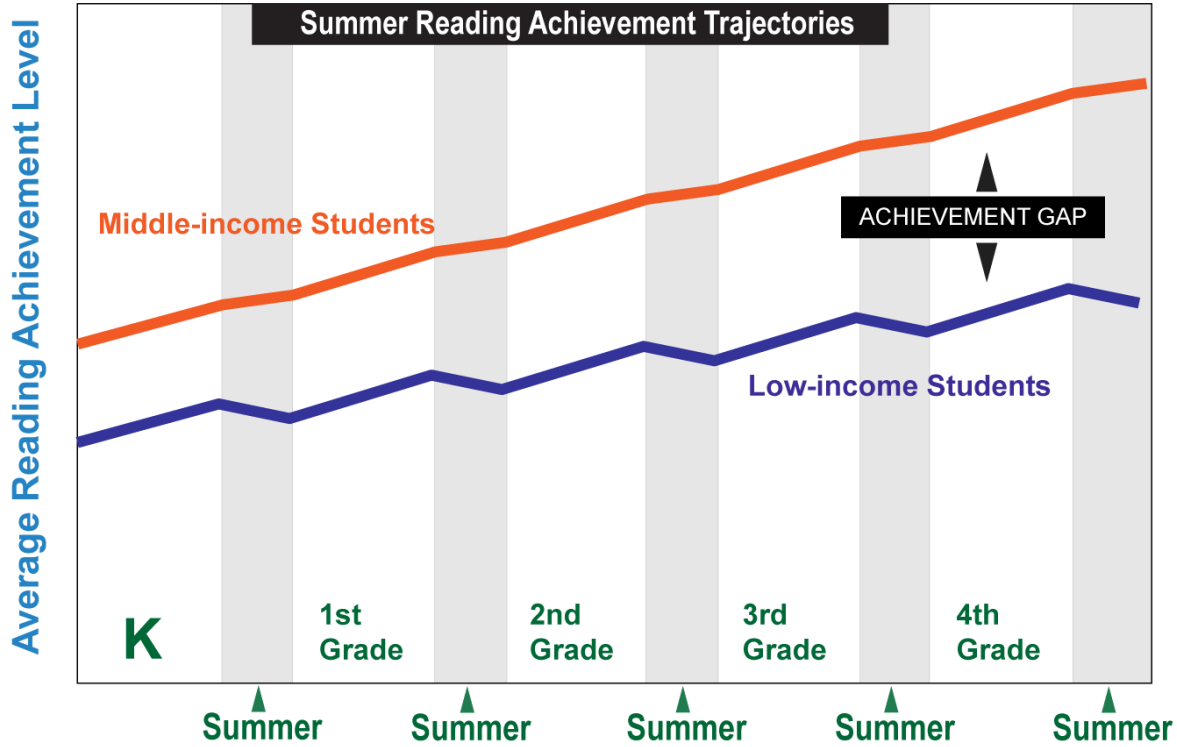 Summer Reading Achievement Trajectories
Average Reading Achievement Level
Middle-income Students
ACHIEVEMENT GAP
Low-income Students
K
1st
Grade
2nd
Grade
3rd
Grade
4th
Grade
Summer
Summer
Summer
Summer
Summer